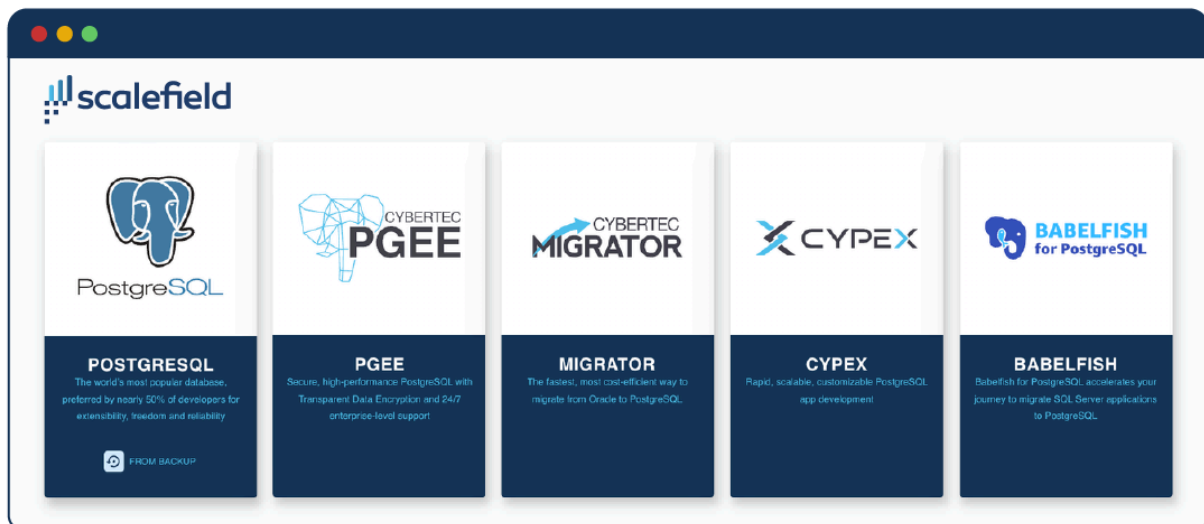 scalefield
PostgreSQL
CYBERTEC
PGEE
CYBERTEC
MIGRATOR
CYPEX
BABELFISH
for PostgreSQL
POSTGRESQL
The world's most popular database,
preferred by nearly 50% of developers for
extensibility, freedom and reliability
FROM BACKUP
PGEE
Secure, high-performance PostgreSQL with
Transparent Data Encryption and 24/7
enterprise-level support
MIGRATOR
The fastest, most cost-efficient way to
migrate from Oracle to PostgreSQL
CYPEX
Rapid, scalable, customizable PostgreSQL
app development
BABELFISH
Babelfish for PostgreSQL accelerates your
journey to migrate SQL Server applications
to PostgreSQL